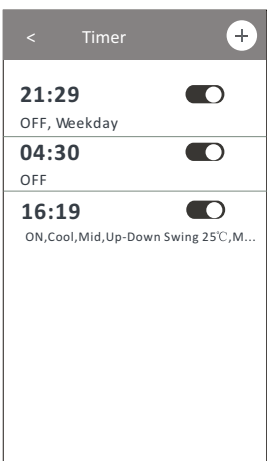 < Timer +
21:29
OFF, Weekday
04:30
OFF
16:19
ON,Cool,Mid,Up-Down Swing 25℃,M...